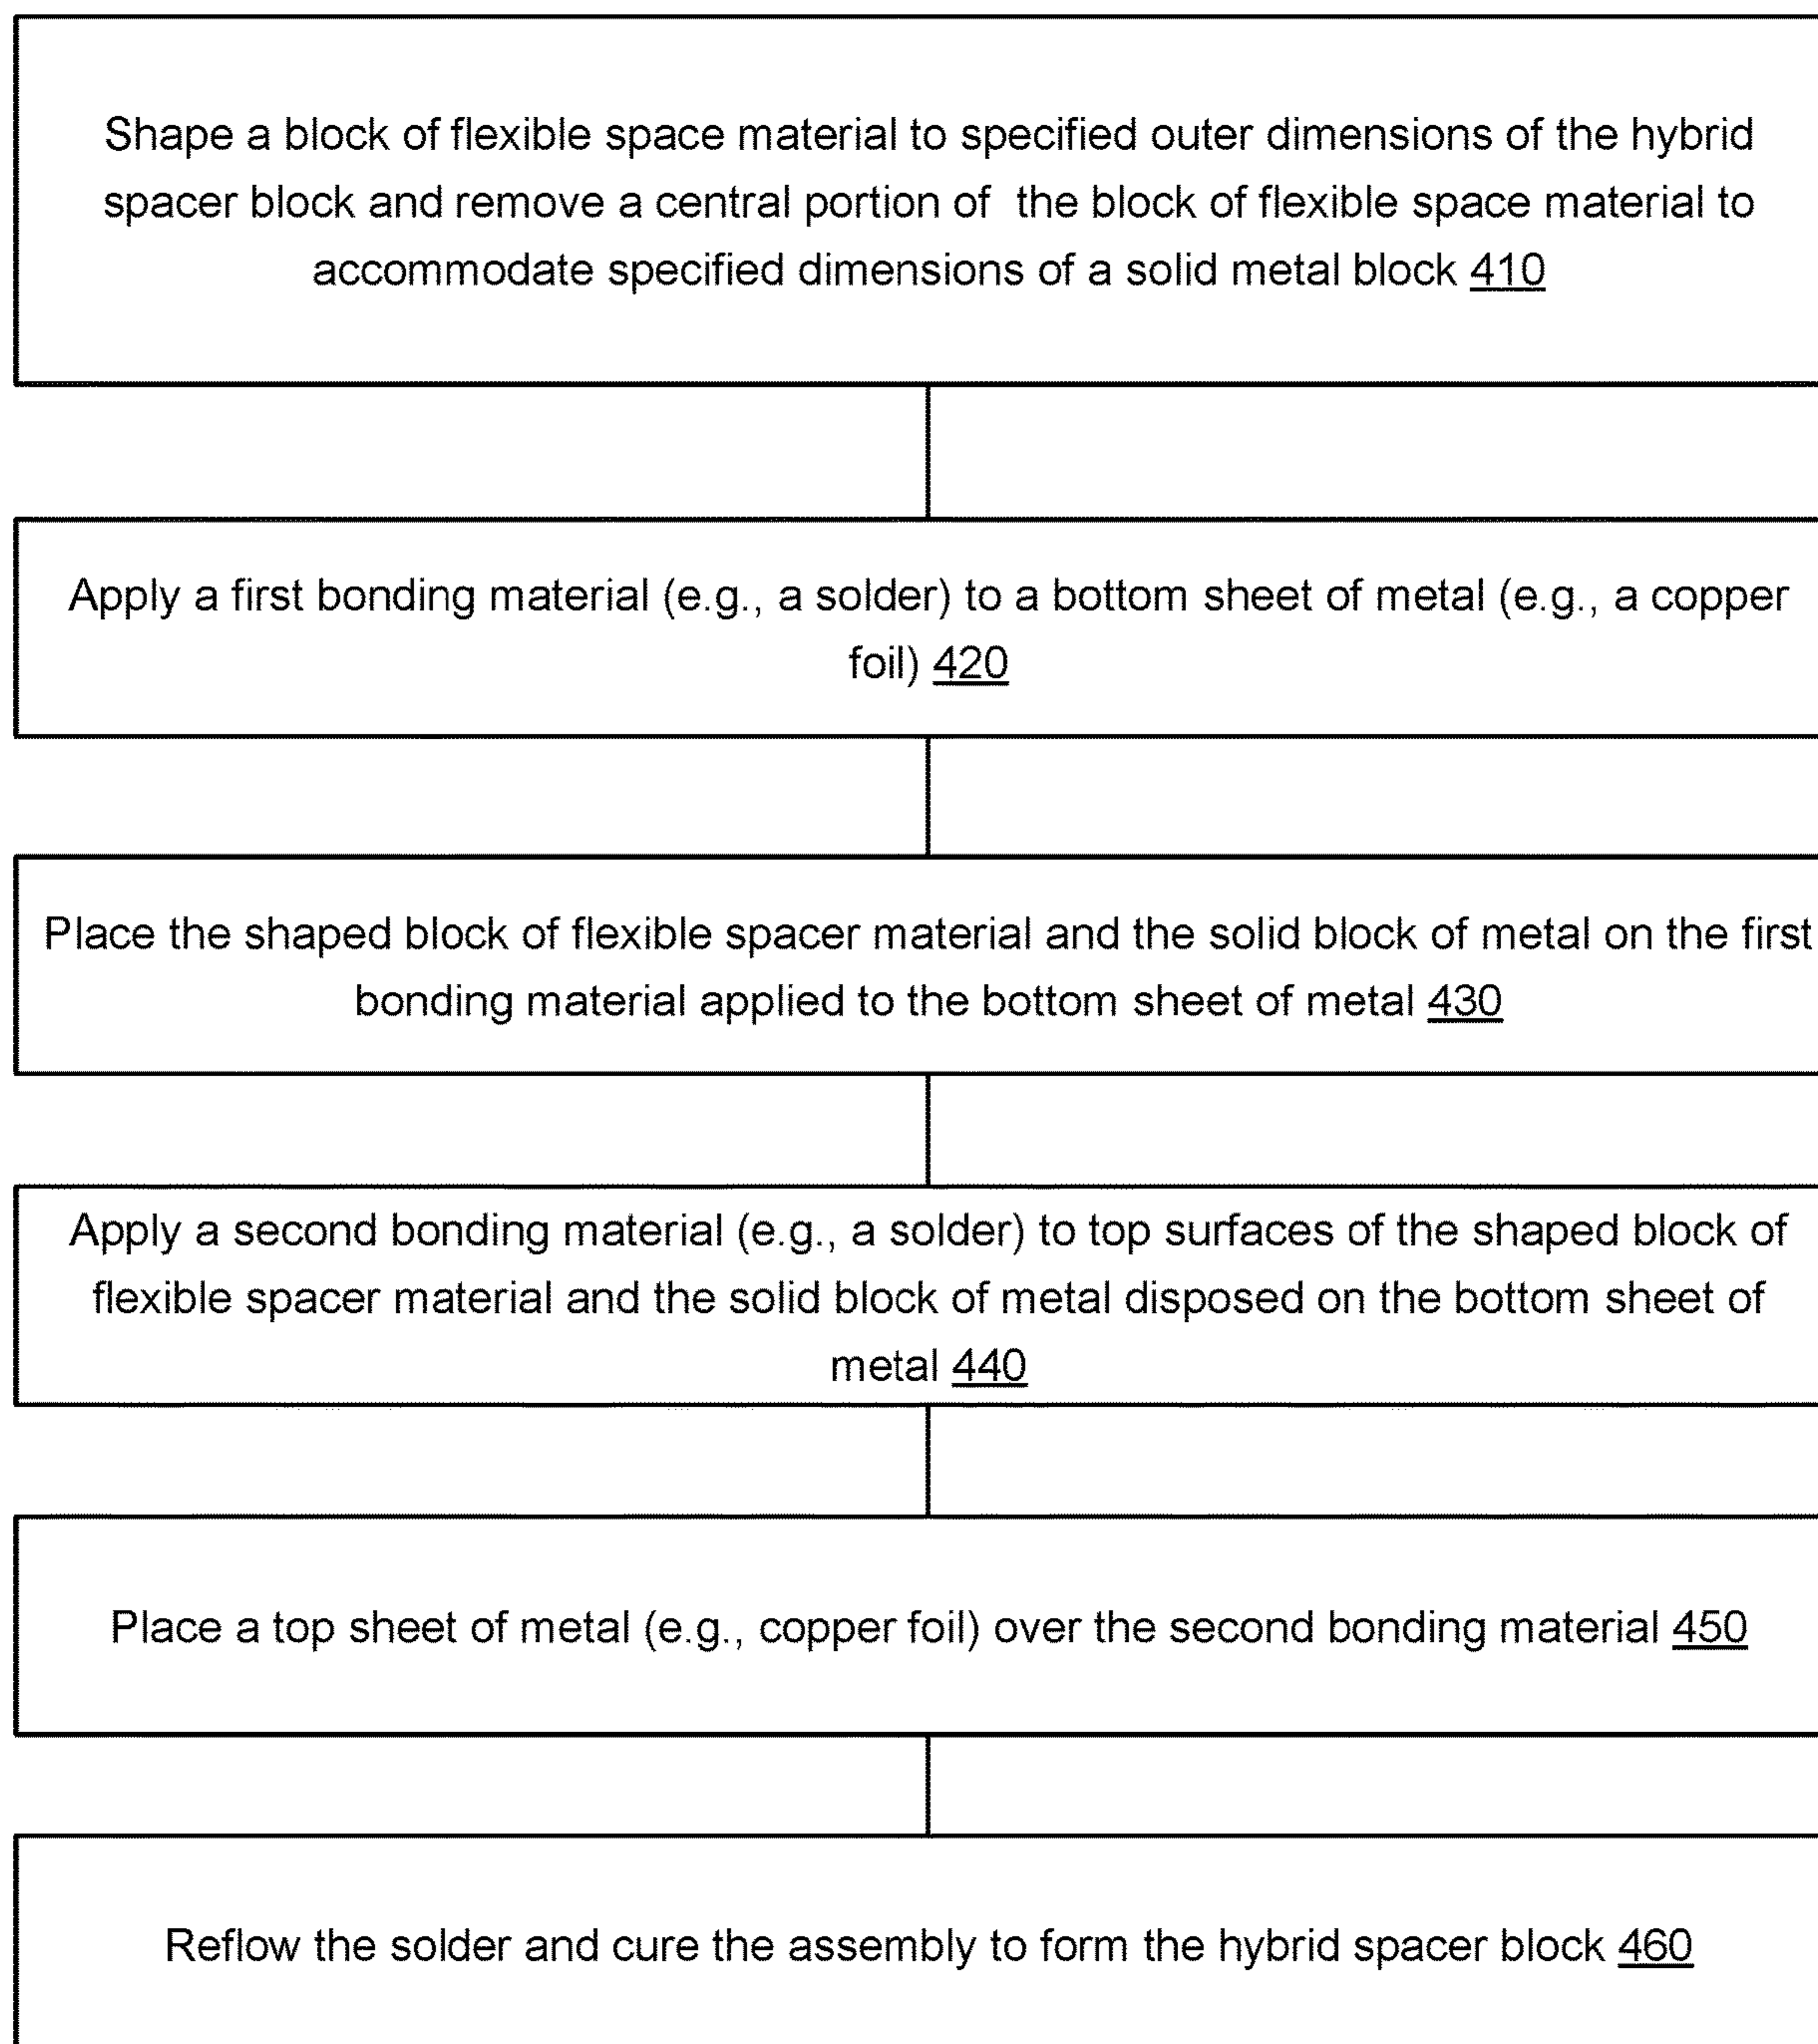 Shape a block of flexible space material to specified outer dimensions of the hybrid
spacer block and remove a central portion of  the block of flexible space material to
accommodate specified dimensions of a solid metal block 410
Apply a first bonding material (e.g., a solder) to a bottom sheet of metal (e.g., a copper
foil) 420
Place the shaped block of flexible spacer material and the solid block of metal on the first
bonding material applied to the bottom sheet of metal 430
Apply a second bonding material (e.g., a solder) to top surfaces of the shaped block of
flexible spacer material and the solid block of metal disposed on the bottom sheet of
metal 440
Place a top sheet of metal (e.g., copper foil) over the second bonding material 450
Reflow the solder and cure the assembly to form the hybrid spacer block 460